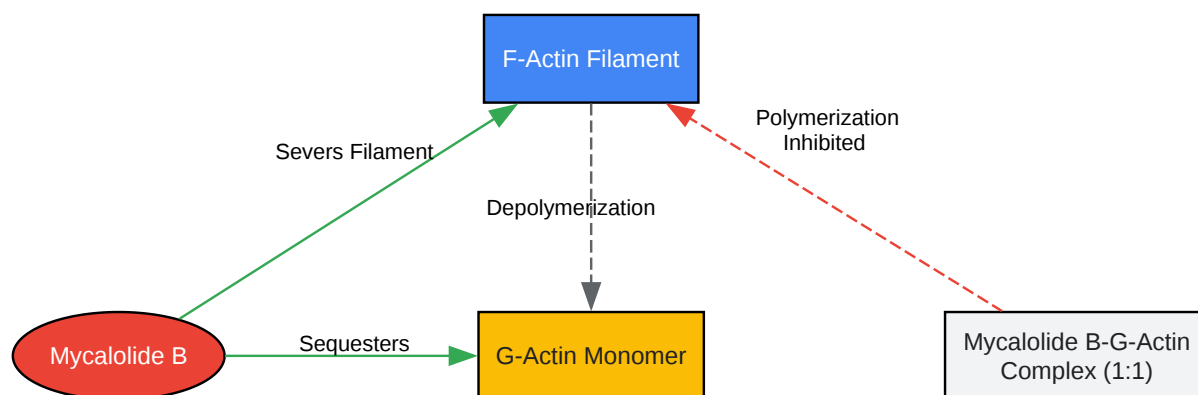 F-Actin Filament
Polymerization
Inhibited
Severs Filament
Depolymerization
Mycalolide B
Sequesters
G-Actin Monomer
Mycalolide B-G-Actin
Complex (1:1)